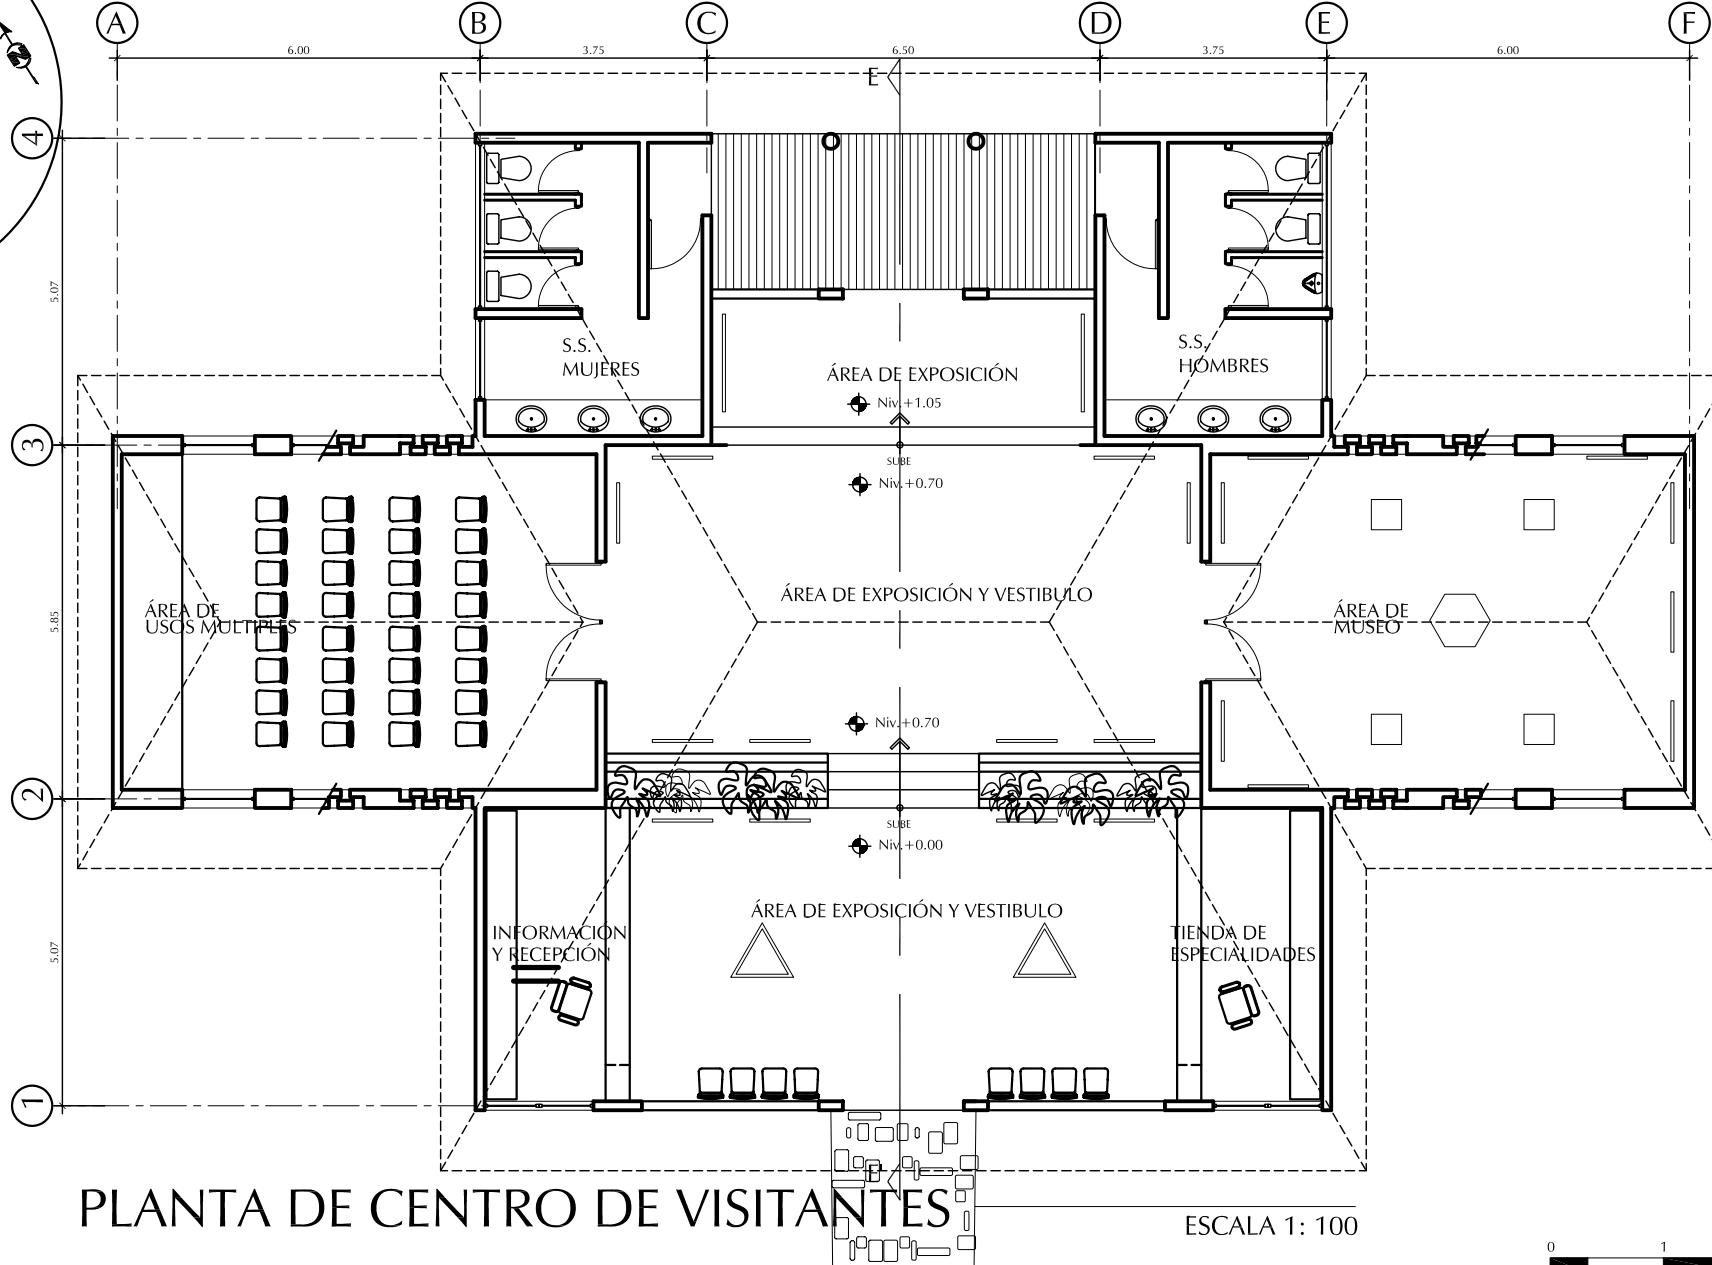 A B C D E F
6.00 3.75 6.50 3.75 6.00
N
E
4
5.07
S.S.
MUJERES
S.S.
HOMBRES
ÁREA DE EXPOSICIÓN
Niv.+1.05
3
SUBE
Niv.+0.70
5.85
ÁREA DE
USOS MULTIPLES
ÁREA DE EXPOSICIÓN Y VESTIBULO
ÁREA DE
MUSEO
Niv.+0.70
2
SUBE
Niv.+0.00
5.07
ÁREA DE EXPOSICIÓN Y VESTIBULO
INFORMACIÓN
Y RECEPCIÓN
TIENDA DE
ESPECIALIDADES
1
E'
PLANTA DE CENTRO DE VISITANTES
ESCALA 1: 100
0 1